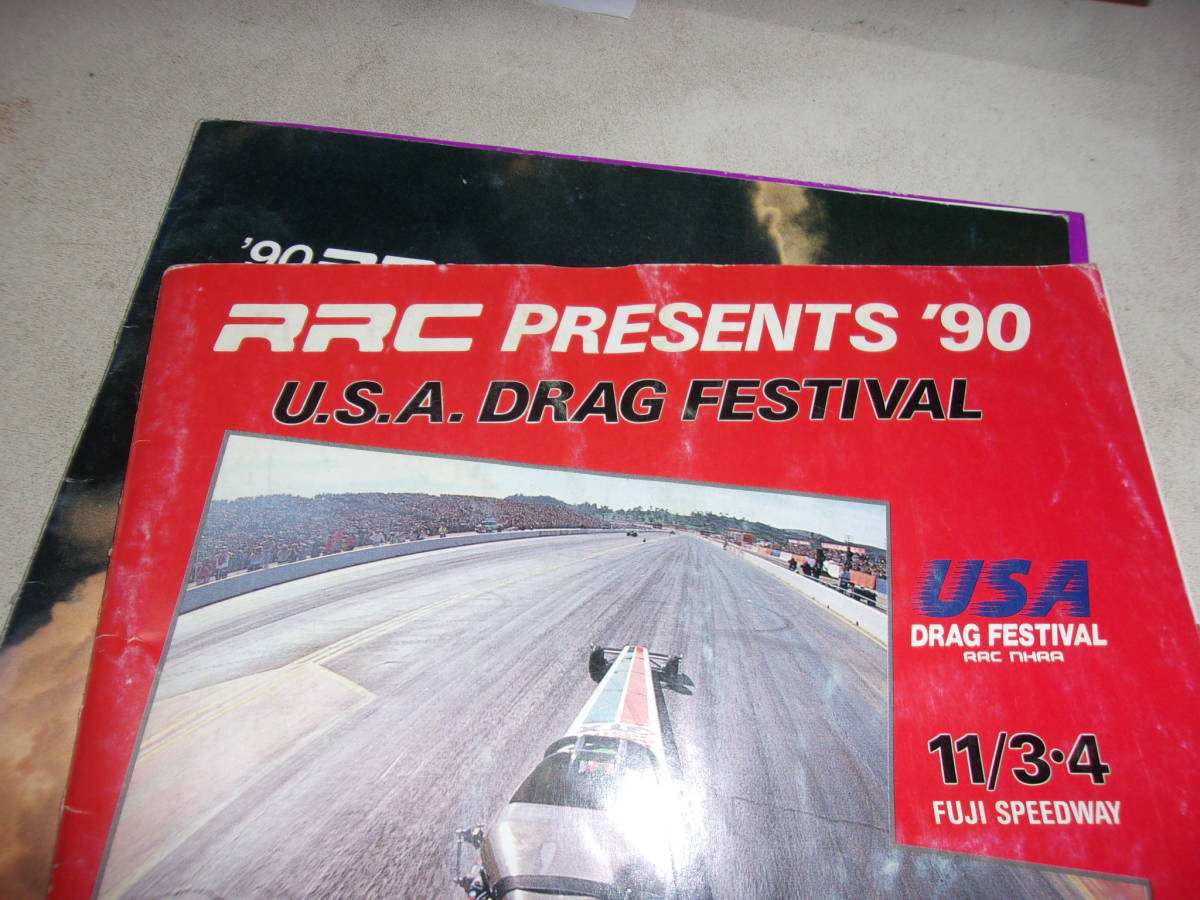 '90
RRC PRESENTS '90
U.S.A. DRAG FESTIVAL
USA
DRAG FESTIVAL
RRC NHRA
11/3・4
FUJI SPEEDWAY